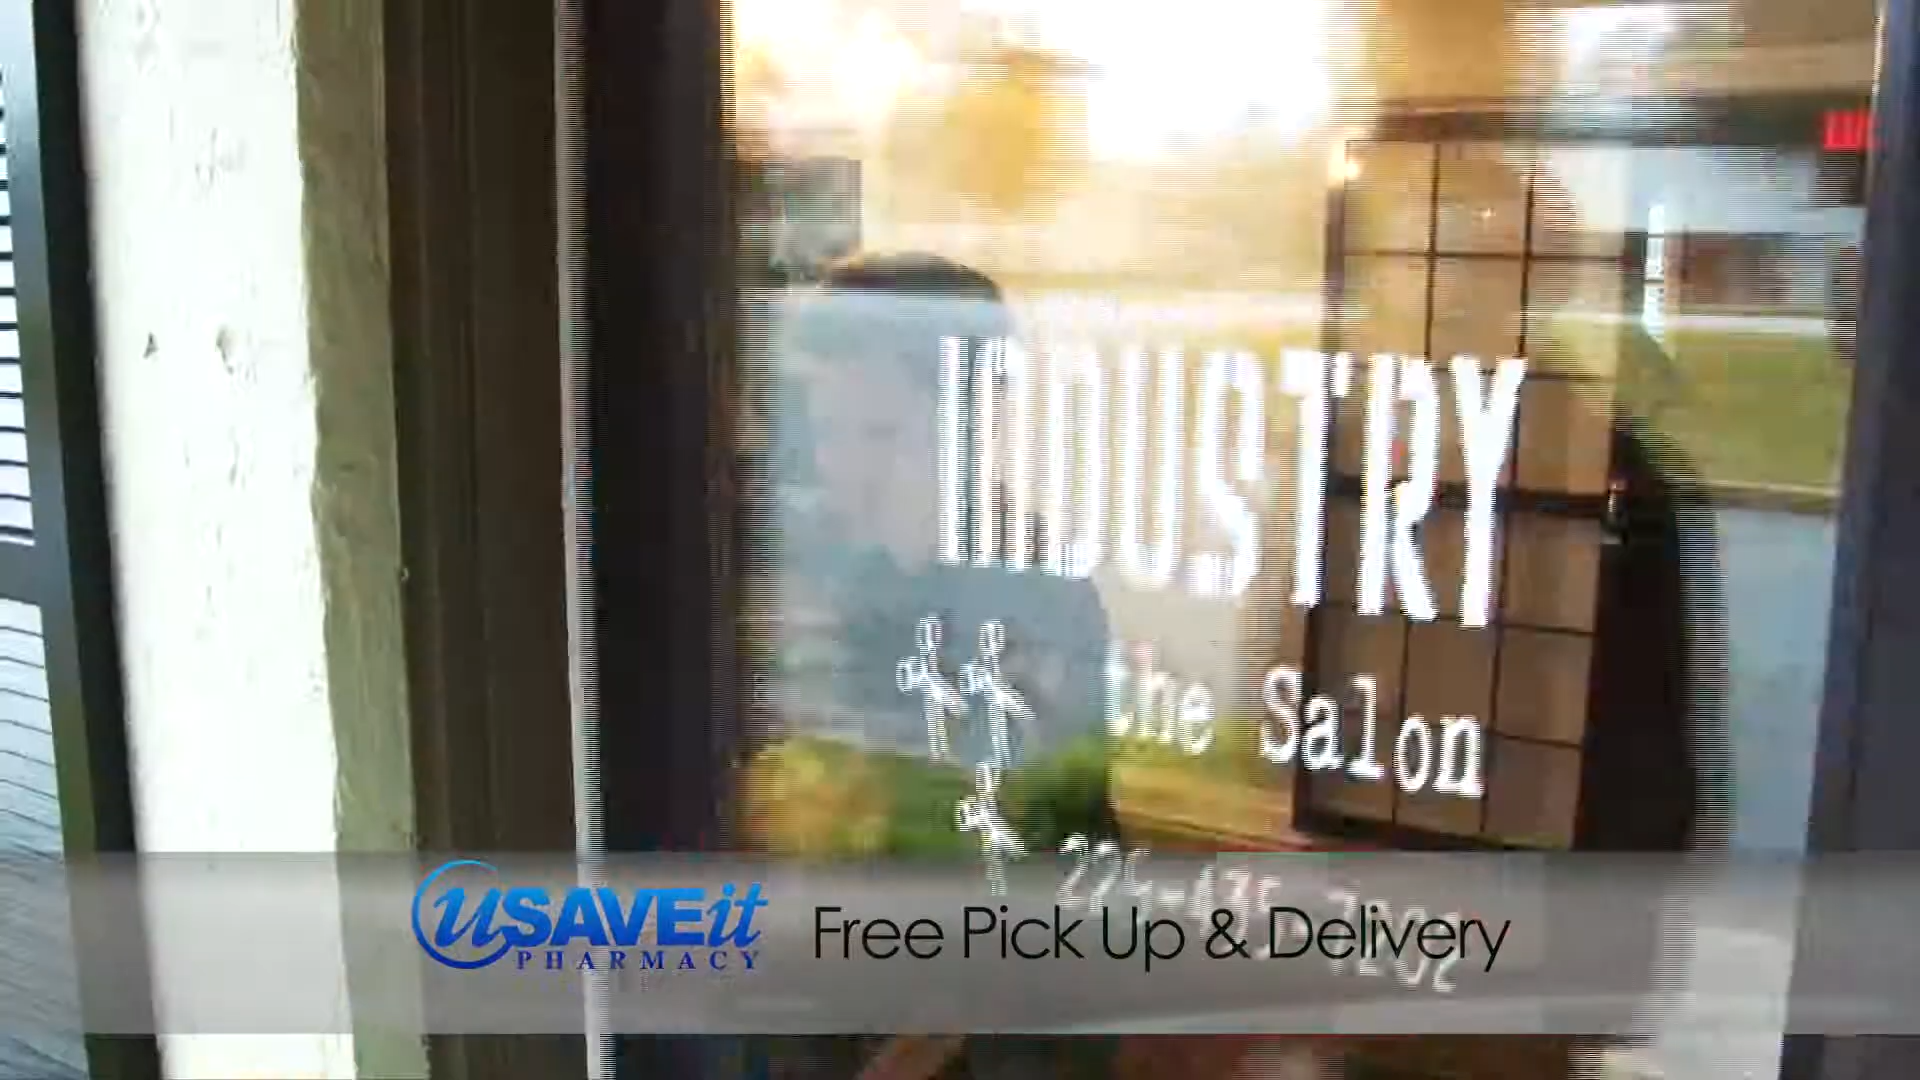 INDUSTRY
the Salon
uSAVEit
PHARMACY
Free Pick Up & Delivery